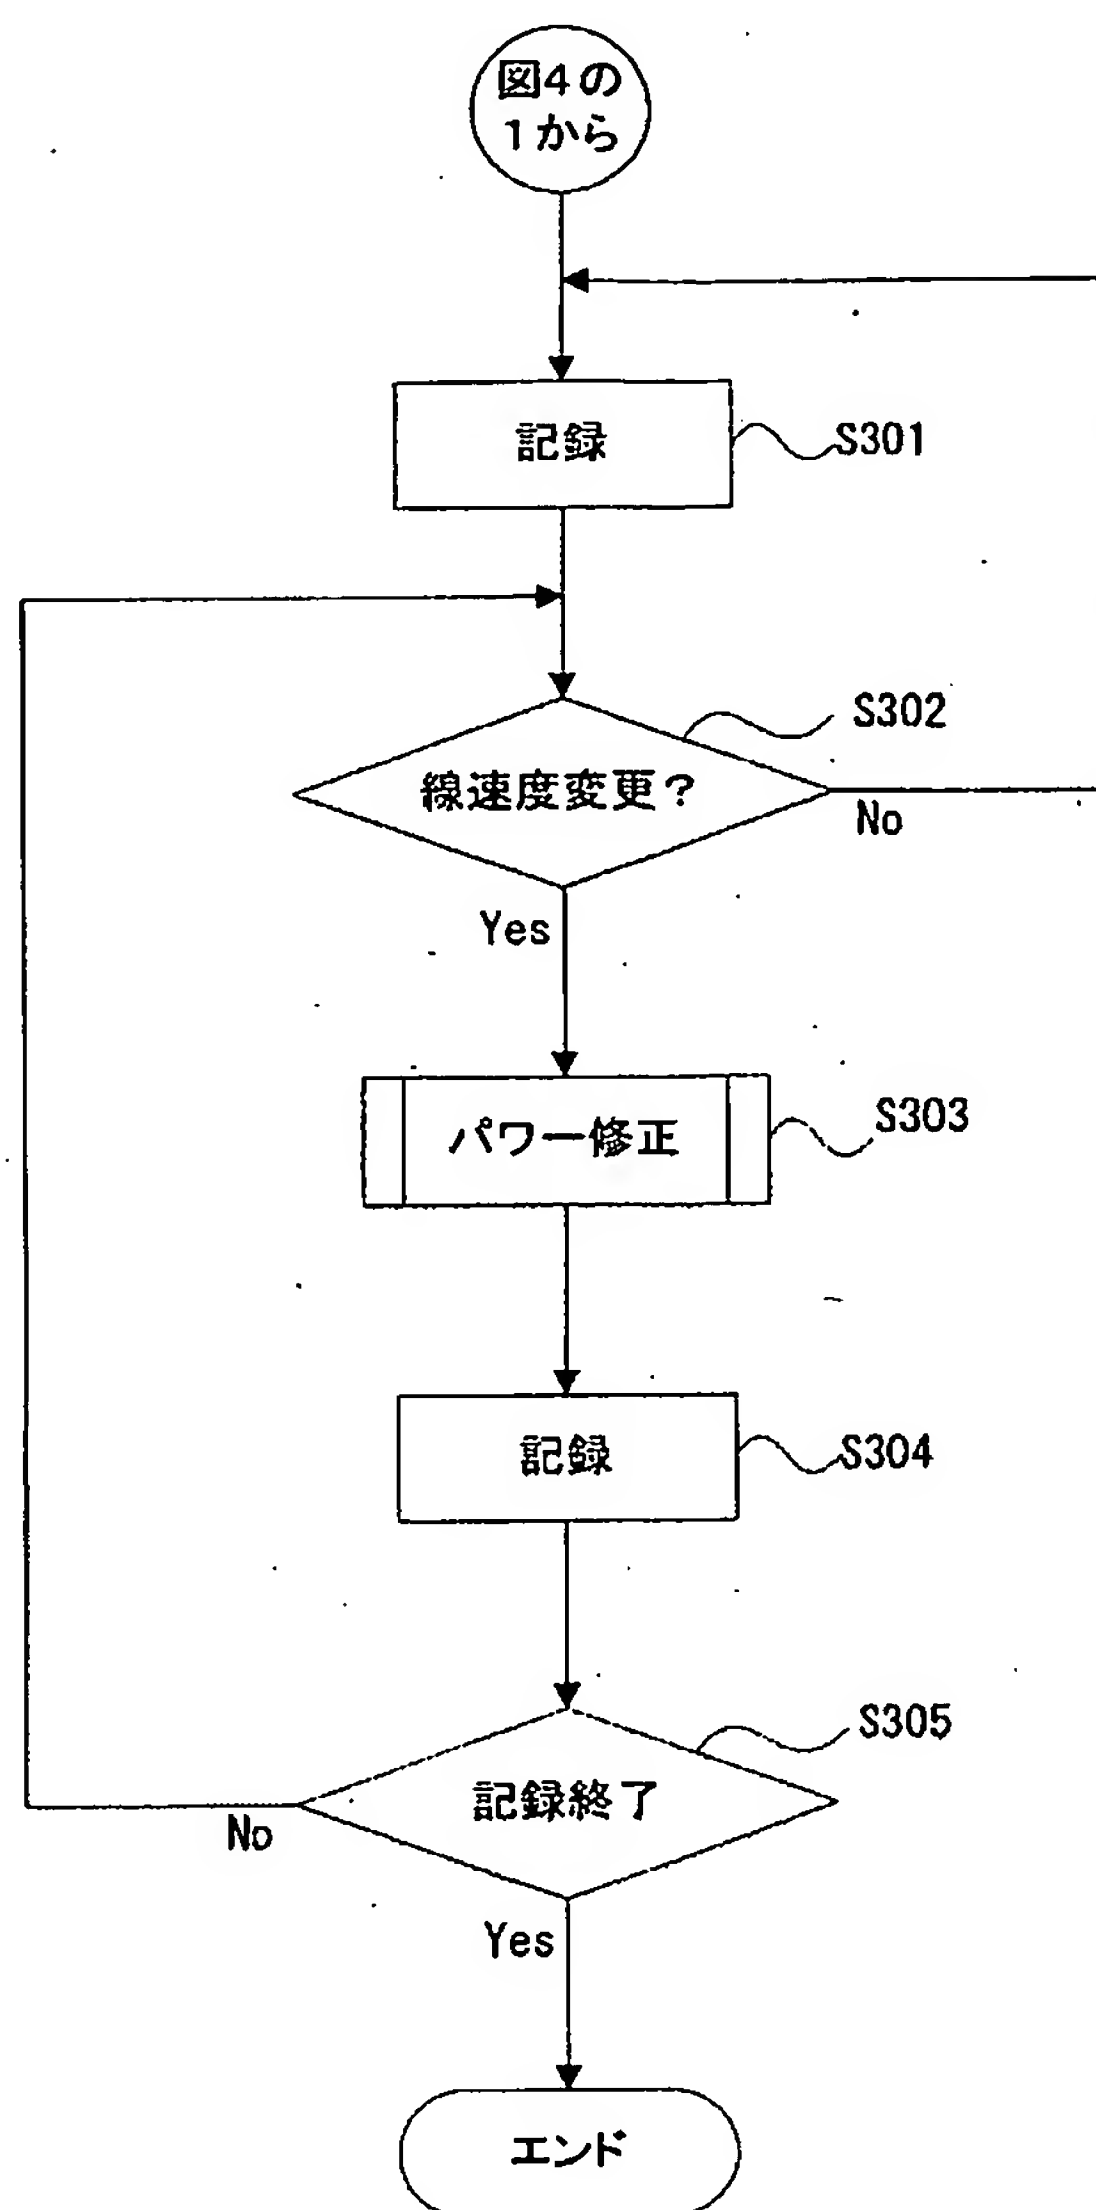 図4の
1から
記録
S301
S302
線速度変更?
No
Yes
パワー修正
S303
記録
S304
S305
記録終了
No
Yes
エンド